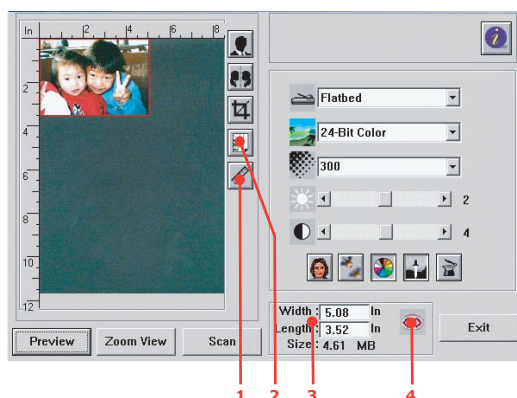 In 2 4 6 8
2
4
6
8
10
12
i
Flatbed
24-Bit Color
300
2
4
Width : 5.08 In
Length : 3.52 In
Size : 4.61 MB
Preview Zoom View Scan Exit
1 2 3 4